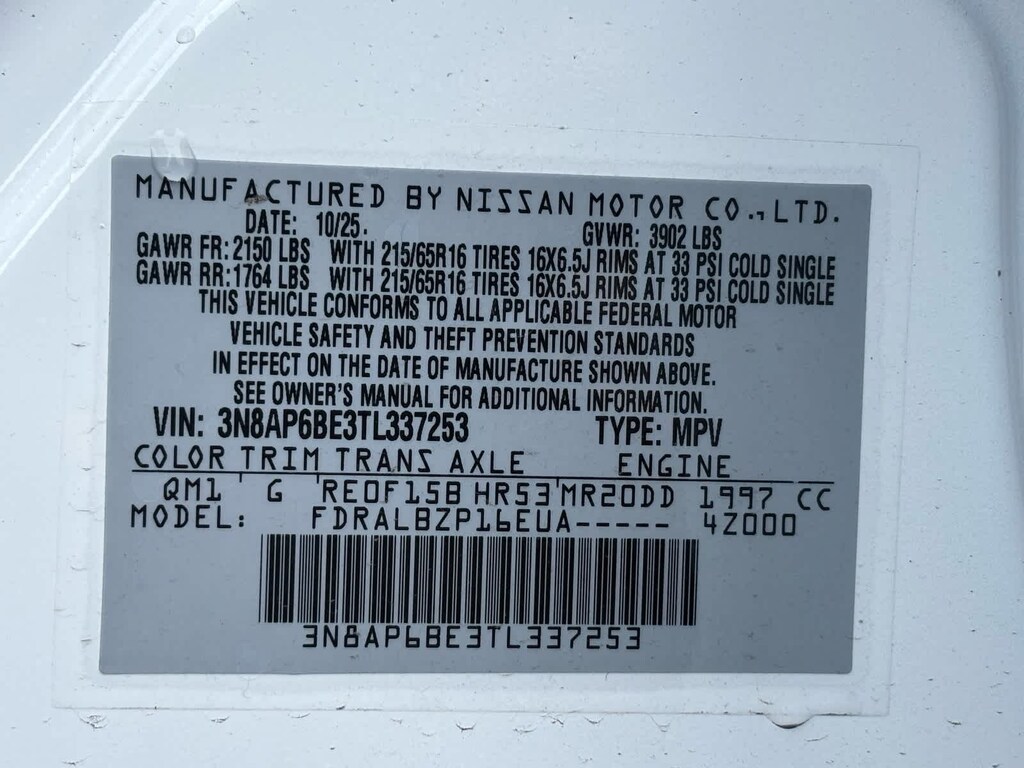 MANUFACTURED BY NISSAN MOTOR CO.,LTD.
DATE: 10/25. GVWR: 3902 LBS
GAWR FR:2150 LBS WITH 215/65R16 TIRES 16X6.5J RIMS AT 33 PSI COLD SINGLE
GAWR RR:1764 LBS WITH 215/65R16 TIRES 16X6.5J RIMS AT 33 PSI COLD SINGLE
THIS VEHICLE CONFORMS TO ALL APPLICABLE FEDERAL MOTOR
VEHICLE SAFETY AND THEFT PREVENTION STANDARDS
IN EFFECT ON THE DATE OF MANUFACTURE SHOWN ABOVE.
SEE OWNER'S MANUAL FOR ADDITIONAL INFORMATION.
VIN: 3N8AP6BE3TL337253 TYPE: MPV
COLOR TRIM TRANS AXLE ENGINE
QM1 G RE0F15B HR53 MR20DD 1997 CC
MODEL: FDRALBZP16EUA----- 4Z000
3N8AP6BE3TL337253